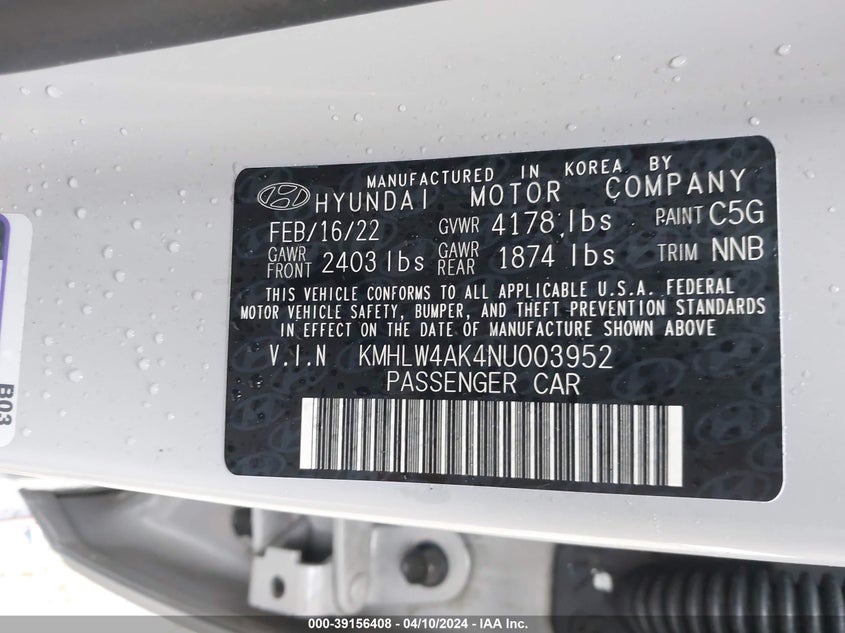 MANUFACTURED IN KOREA BY
HYUNDAI MOTOR COMPANY
FEB/16/22 GVWR 4178 lbs PAINT C5G
GAWR FRONT 2403 lbs GAWR REAR 1874 lbs TRIM NNB
THIS VEHICLE CONFORMS TO ALL APPLICABLE U.S.A. FEDERAL
MOTOR VEHICLE SAFETY, BUMPER, AND THEFT PREVENTION STANDARDS
IN EFFECT ON THE DATE OF MANUFACTURE SHOWN ABOVE
V.I.N KMHLW4AK4NU003952
PASSENGER CAR
B03
000-39156408 - 04/10/2024 - IAA Inc.